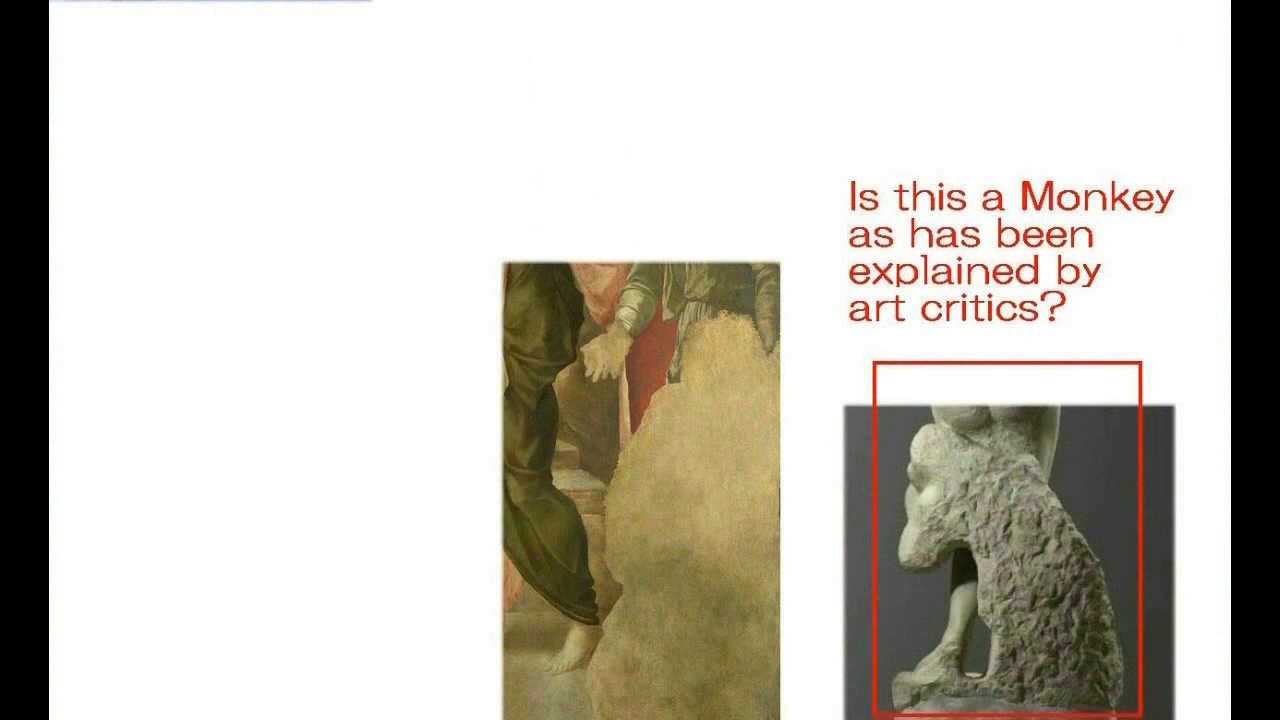 Is this a Monkey
as has been
explained by
art critics?